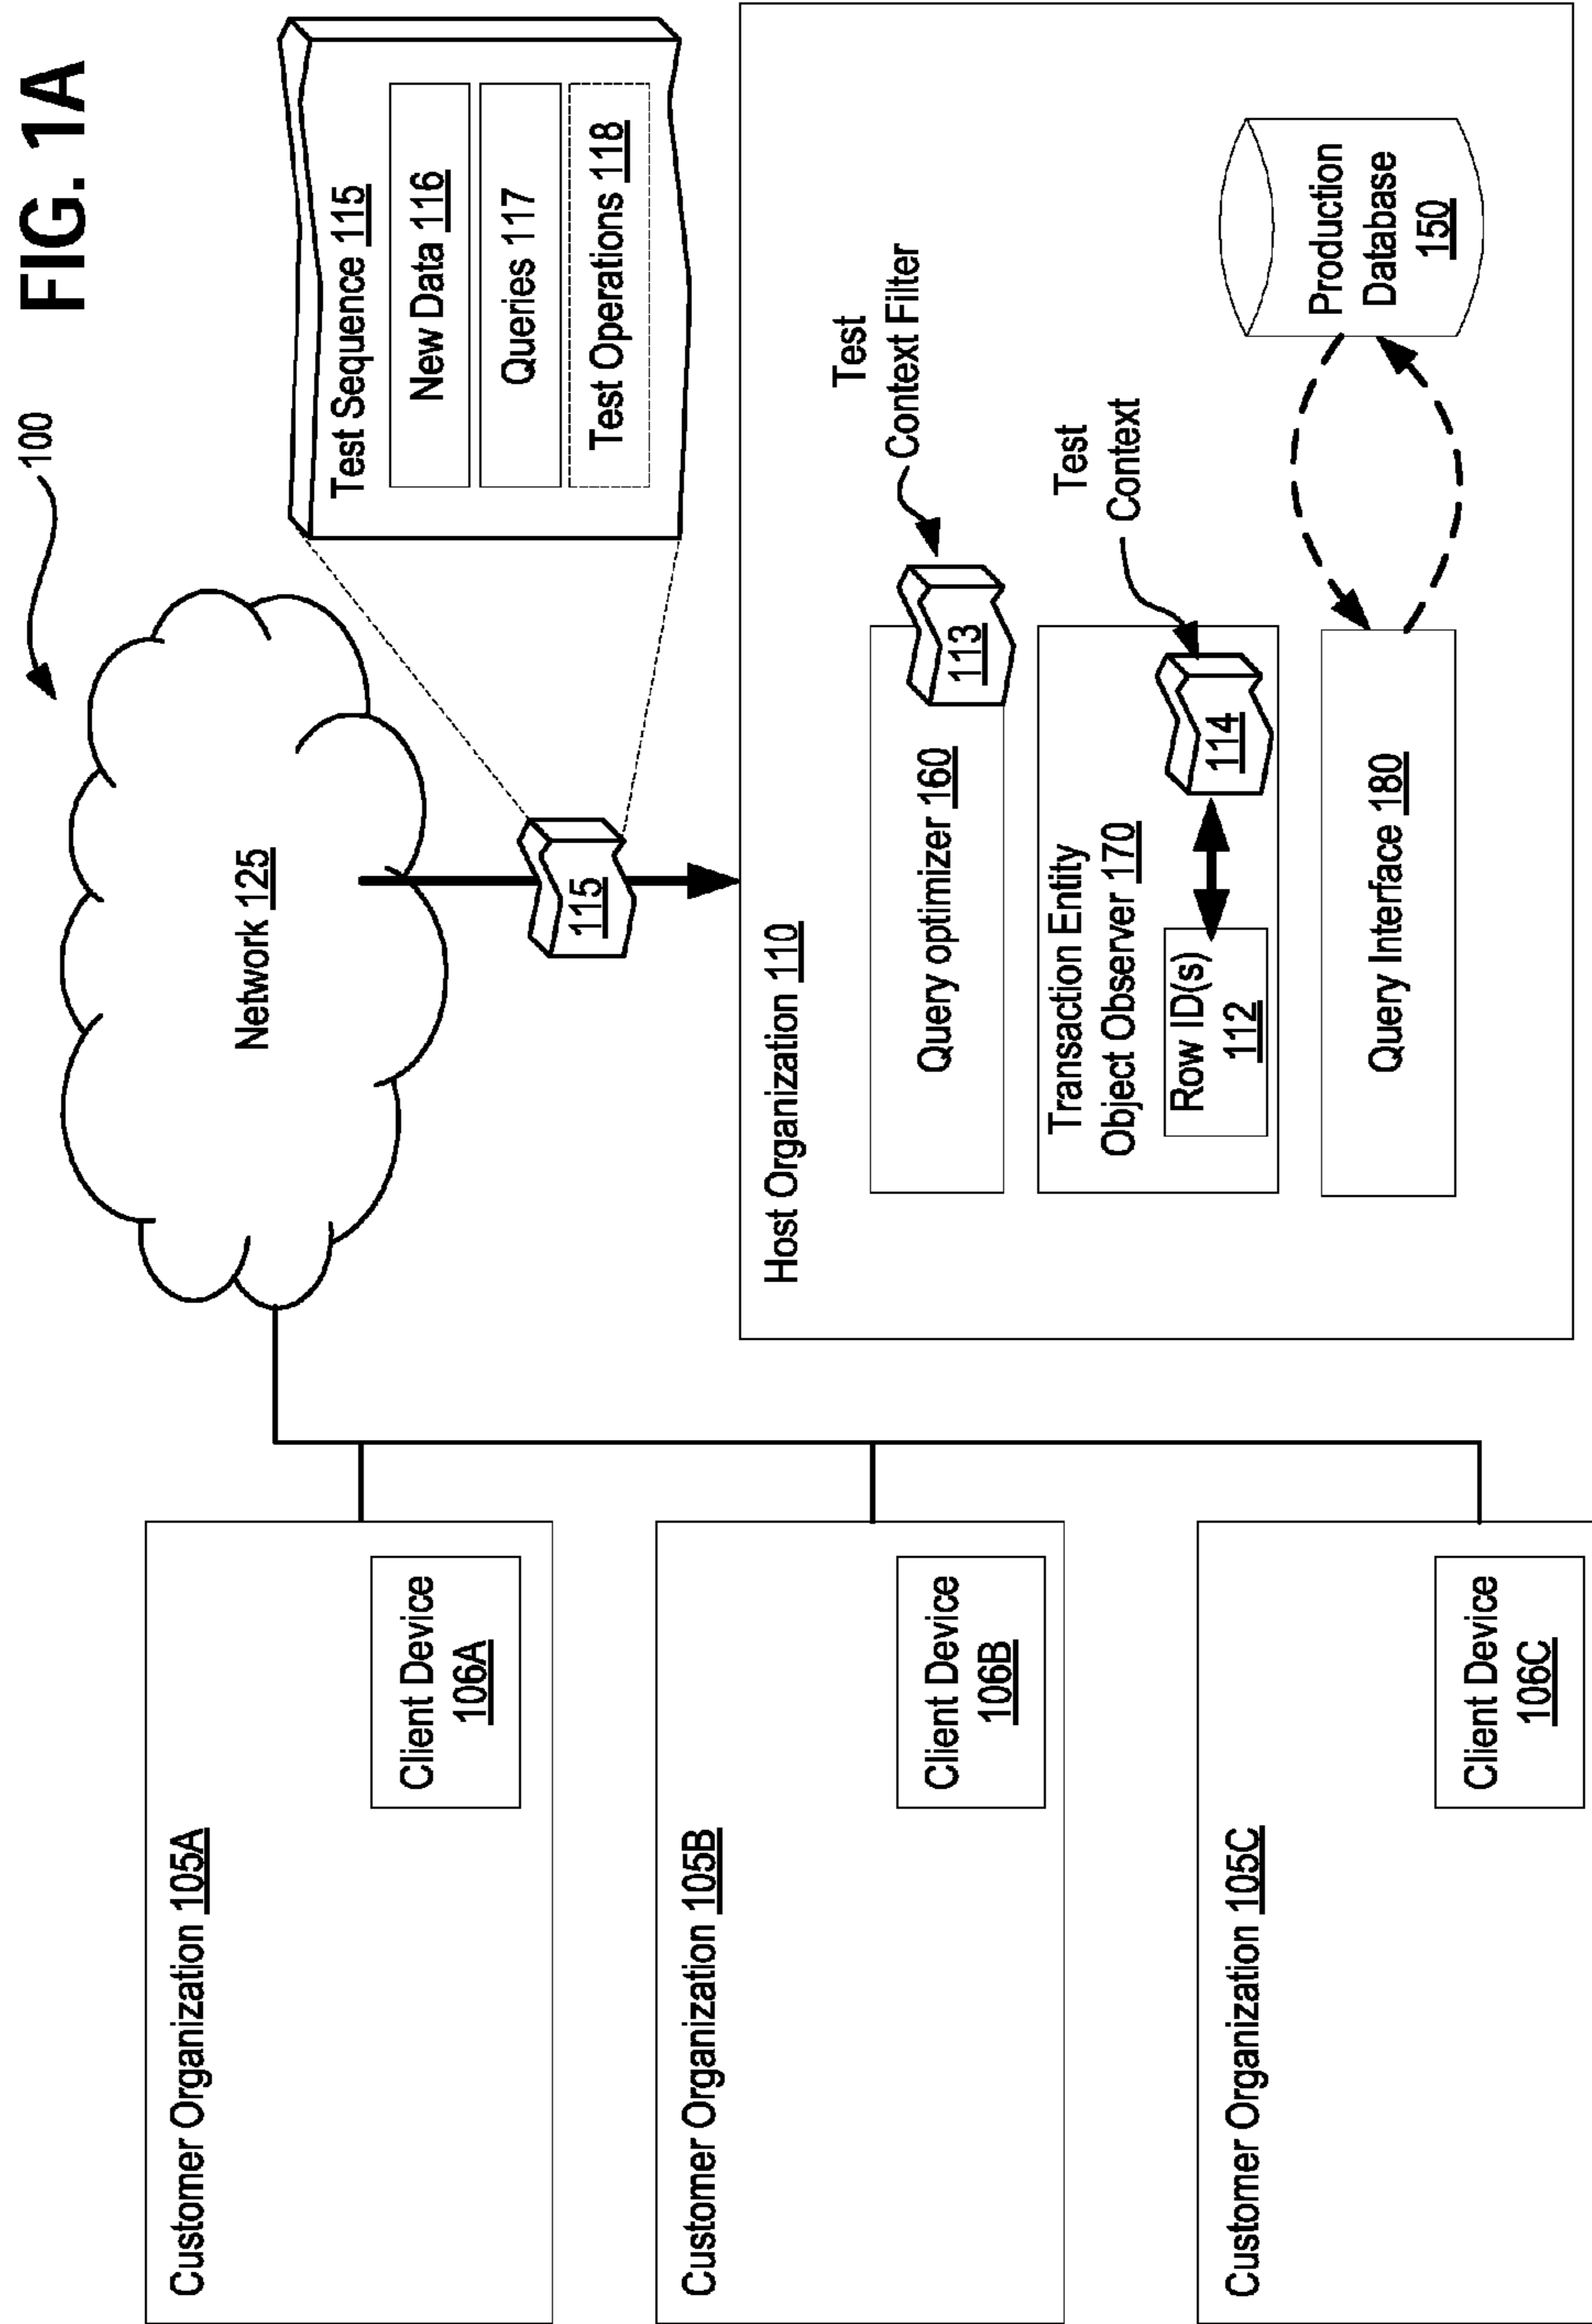 FIG. 1A
100
Customer Organization 105A
Client Device
106A
Customer Organization 105B
Client Device
106B
Customer Organization 105C
Client Device
106C
Network 125
115
Test Sequence 115
New Data 116
Queries 117
Test Operations 118
Host Organization 110
Query optimizer 160
113
Test
Context Filter
Transaction Entity
Object Observer 170
Row ID(s)
112
114
Test
Context
Query Interface 180
Production
Database
150